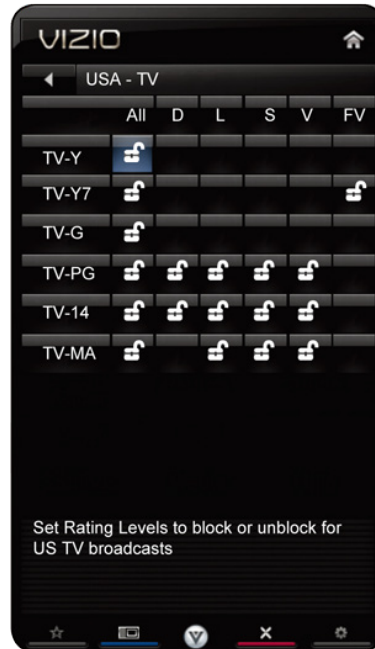 VIZIO
USA - TV
All D L S V FV
TV-Y
TV-Y7
TV-G
TV-PG
TV-14
TV-MA
Set Rating Levels to block or unblock for
US TV broadcasts
V